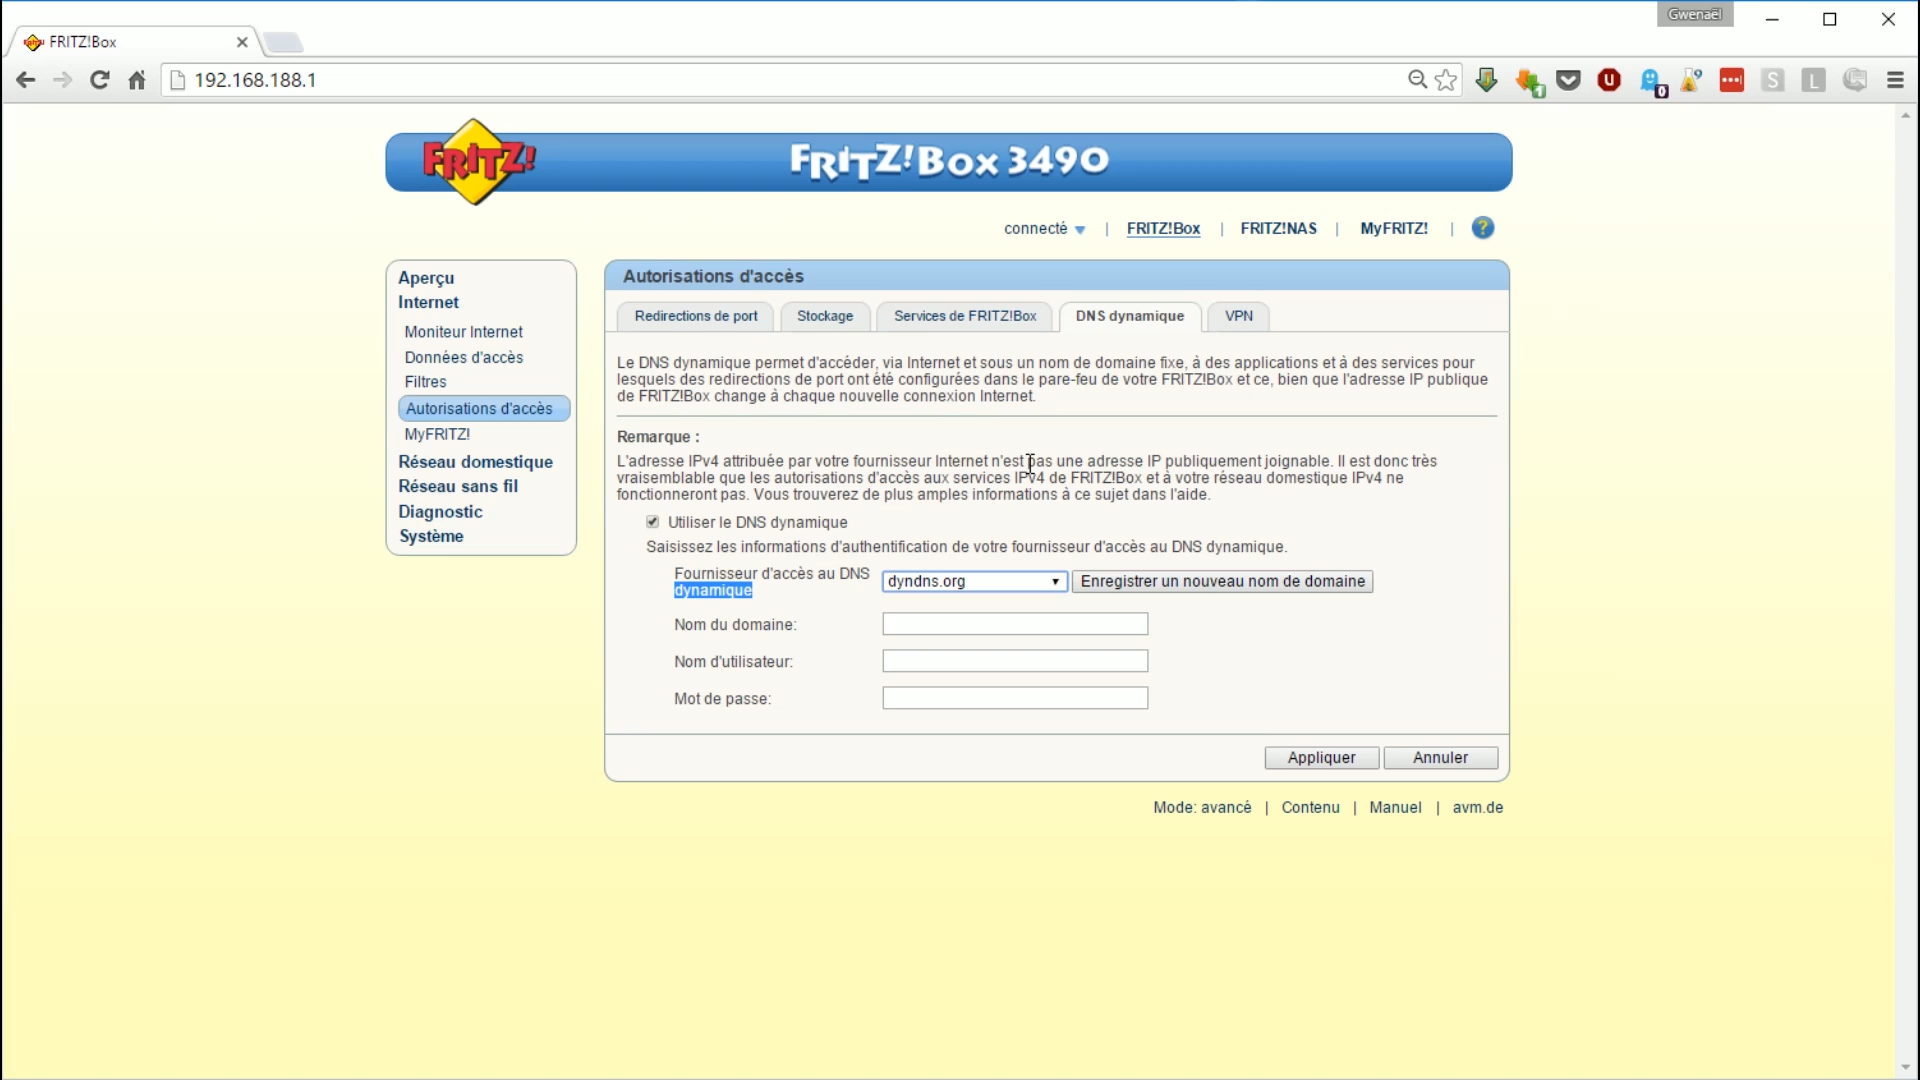 Gwenaël
FRITZ!Box
192.168.188.1
FRITZ!
FRITZ!Box 3490
connecté | FRITZ!Box | FRITZ!NAS | MyFRITZ! | ?
Aperçu
Internet
Moniteur Internet
Données d'accès
Filtres
Autorisations d'accès
MyFRITZ!
Réseau domestique
Réseau sans fil
Diagnostic
Système
Autorisations d'accès
Redirections de port
Stockage
Services de FRITZ!Box
DNS dynamique
VPN
Le DNS dynamique permet d'accéder, via Internet et sous un nom de domaine fixe, à des applications et à des services pour
lesquels des redirections de port ont été configurées dans le pare-feu de votre FRITZ!Box et ce, bien que l'adresse IP publique
de FRITZ!Box change à chaque nouvelle connexion Internet.
Remarque :
L'adresse IPv4 attribuée par votre fournisseur Internet n'est pas une adresse IP publiquement joignable. Il est donc très
vraisemblable que les autorisations d'accès aux services IPv4 de FRITZ!Box et à votre réseau domestique IPv4 ne
fonctionneront pas. Vous trouverez de plus amples informations à ce sujet dans l'aide.
Utiliser le DNS dynamique
Saisissez les informations d'authentification de votre fournisseur d'accès au DNS dynamique.
Fournisseur d'accès au DNS
dynamique
dyndns.org
Enregistrer un nouveau nom de domaine
Nom du domaine:
Nom d'utilisateur:
Mot de passe:
Appliquer
Annuler
Mode: avancé | Contenu | Manuel | avm.de